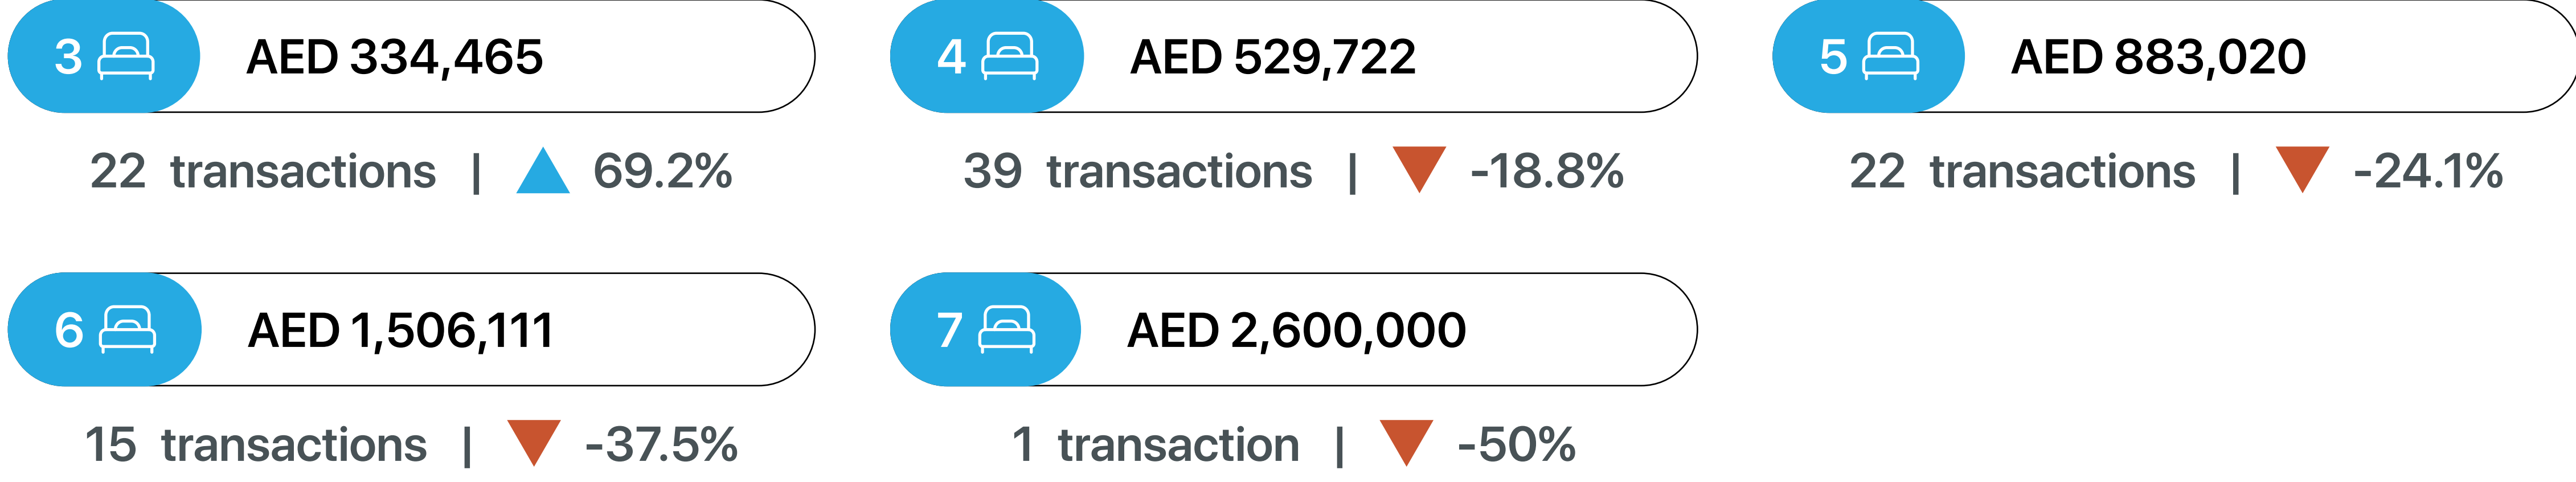 3 AED 334,465
22 transactions | ▲ 69.2%
4 AED 529,722
39 transactions | ▼ -18.8%
5 AED 883,020
22 transactions | ▼ -24.1%
6 AED 1,506,111
15 transactions | ▼ -37.5%
7 AED 2,600,000
1 transaction | ▼ -50%